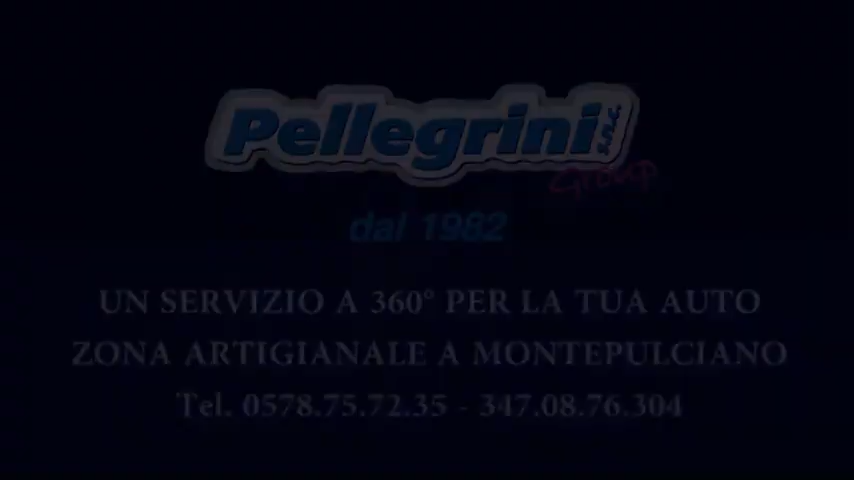 Pellegrini s.n.c.
Group
dal 1982
UN SERVIZIO A 360° PER LA TUA AUTO
ZONA ARTIGIANALE A MONTEPULCIANO
Tel. 0578.75.72.35 - 347.08.76.304